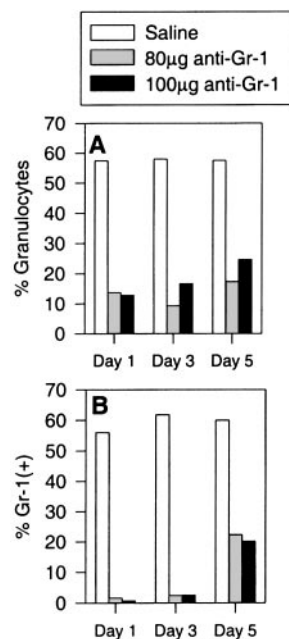 Saline
80µg anti-Gr-1
100µg anti-Gr-1
A
% Granulocytes
70
60
50
40
30
20
10
0
Day 1 Day 3 Day 5
B
% Gr-1(+)
70
60
50
40
30
20
10
0
Day 1 Day 3 Day 5